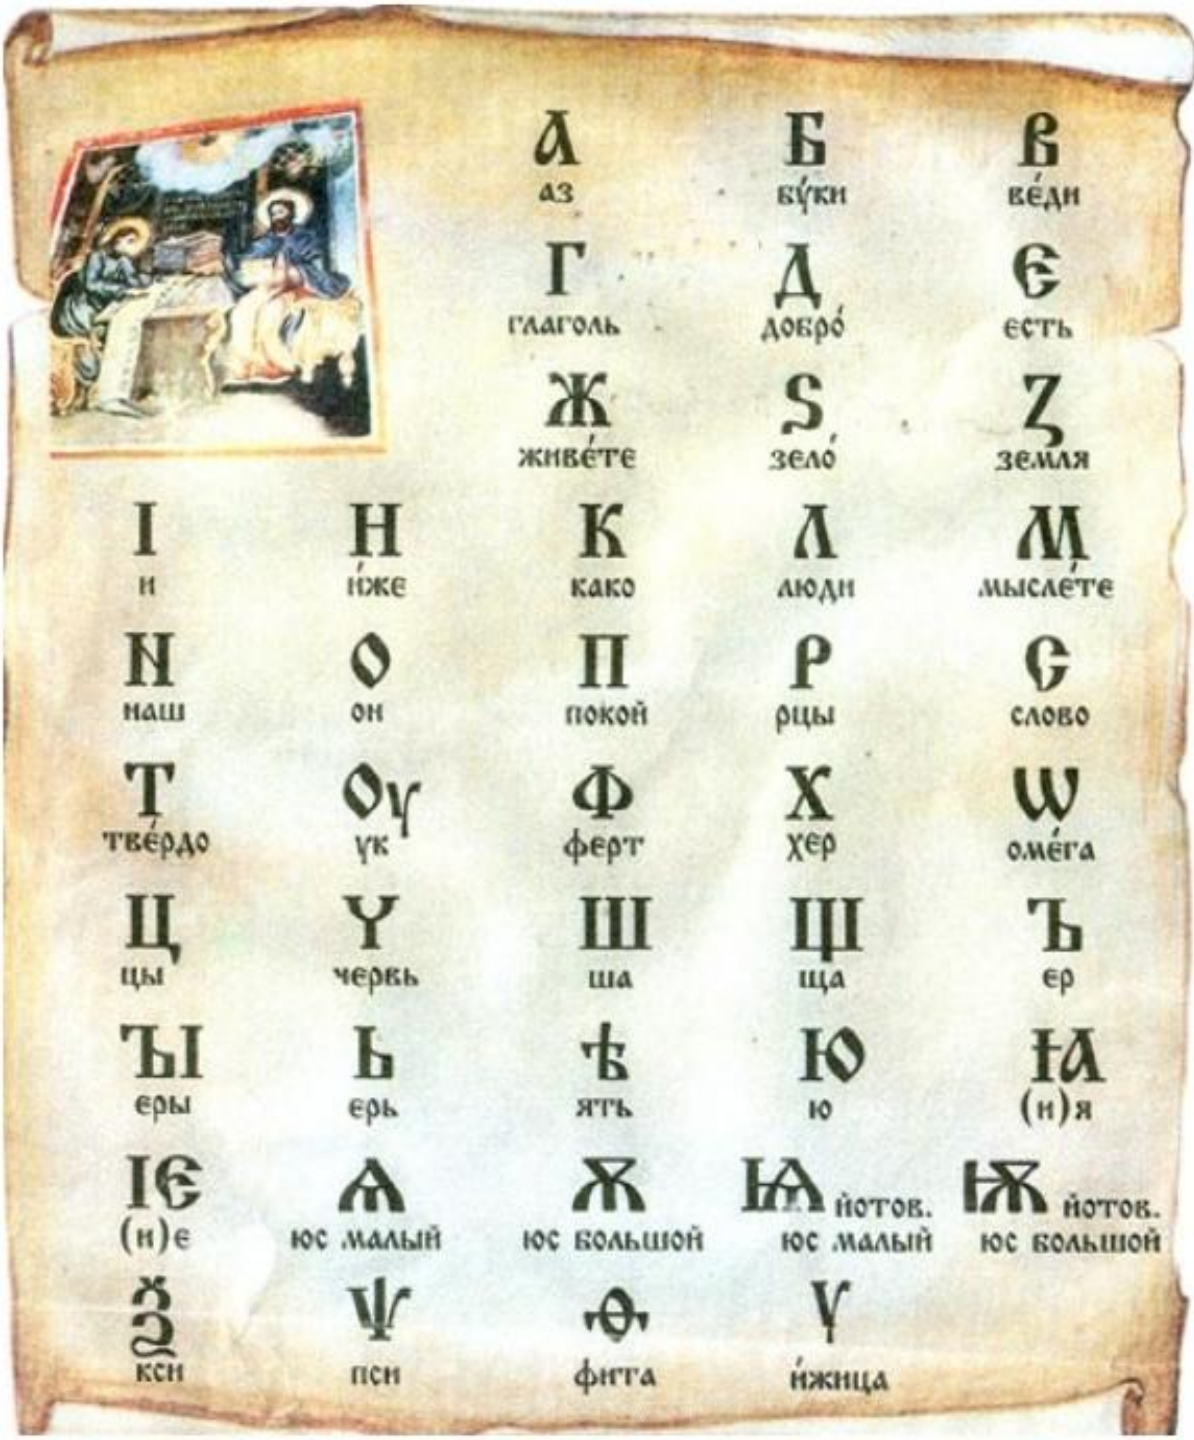 А Б В
аз бу́ки ве́ди
Г Д Є
глаголь добро́ єсть
Ж Ѕ З
живе́те зело́ земля
І Н К Л М
и и́же како люди мысле́те
N О П Р С
наш он покой рцы слово
Т Оу Ф Х Ѡ
тве́рдо ук ферт хер оме́га
Ц Ч Ш Щ Ъ
цы червь ша ща ер
ЪІ Ь Ѣ Ю Ꙗ
еры ерь ять ю (и)я
Ѥ Ѧ Ѫ Ѩ йотов. Ѭ йотов.
(и)є юс малый юс большой юс малый юс большой
Ѯ Ѱ Ѳ Ѵ
кси пси фита и́жица